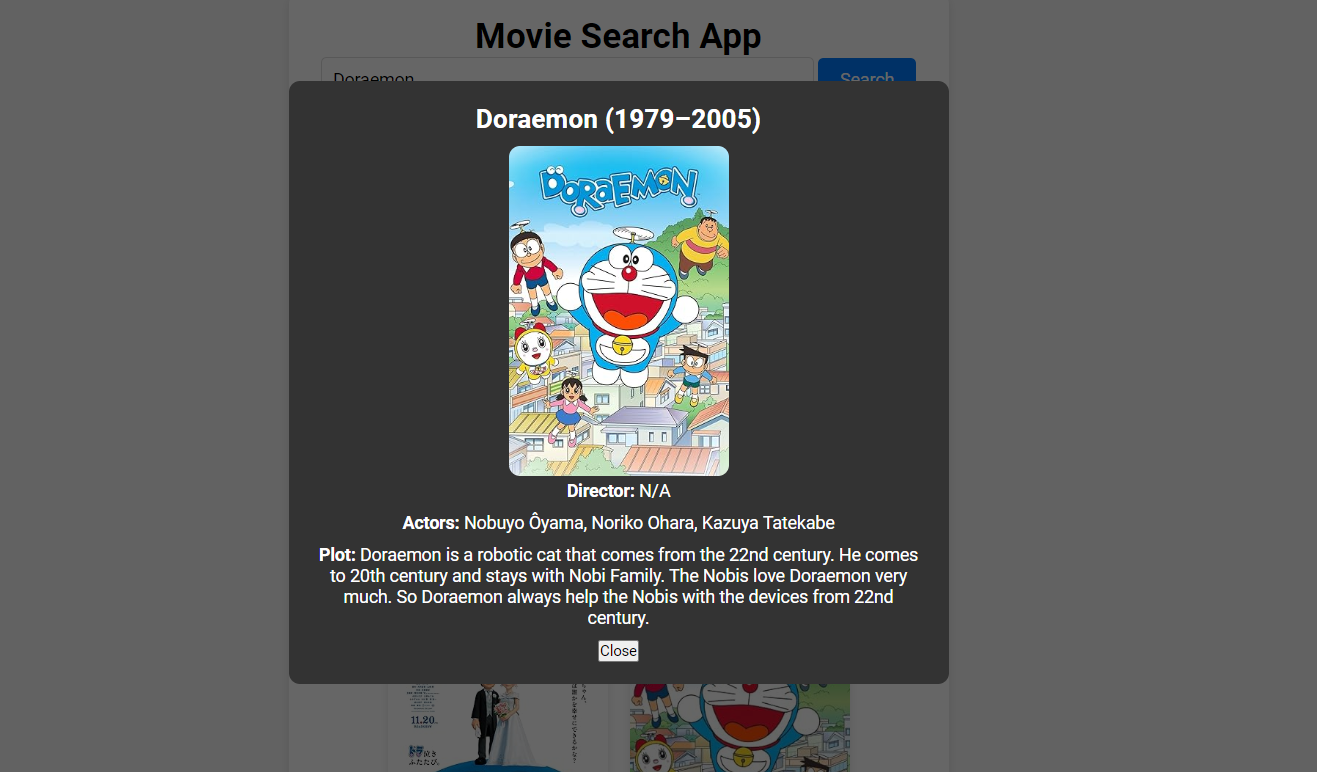 Movie Search App
Doraemon
Search
Doraemon (1979–2005)
DORAEMON
Director: N/A
Actors: Nobuyo Ôyama, Noriko Ohara, Kazuya Tatekabe
Plot: Doraemon is a robotic cat that comes from the 22nd century. He comes
to 20th century and stays with Nobi Family. The Nobis love Doraemon very
much. So Doraemon always help the Nobis with the devices from 22nd
century.
Close
11.20